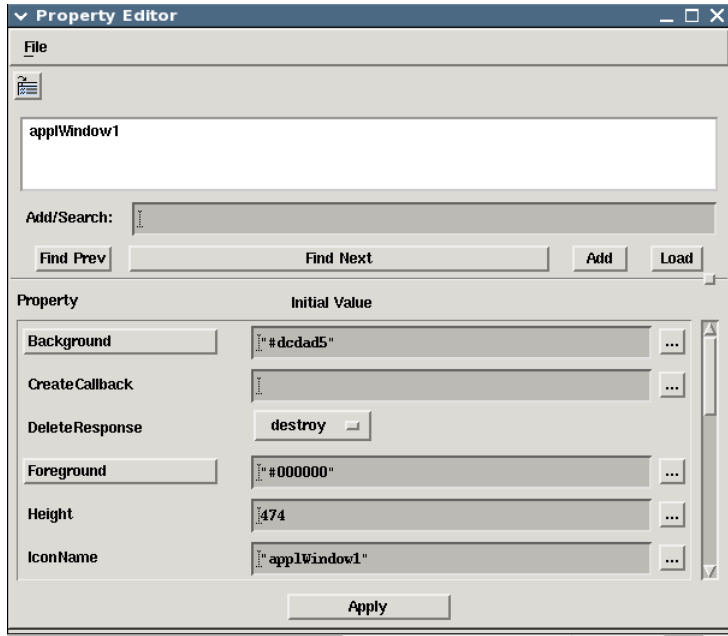 Property Editor
File
applWindow1
Add/Search:
Find Prev Find Next Add Load
Property Initial Value
Background "#dcdad5" ...
CreateCallback ...
DeleteResponse destroy
Foreground "#000000" ...
Height 474 ...
IconName "applWindow1" ...
Apply